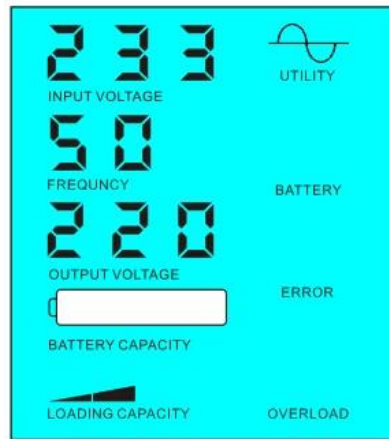 233
INPUT VOLTAGE
UTILITY
50
FREQUNCY
BATTERY
220
OUTPUT VOLTAGE
ERROR
BATTERY CAPACITY
LOADING CAPACITY
OVERLOAD